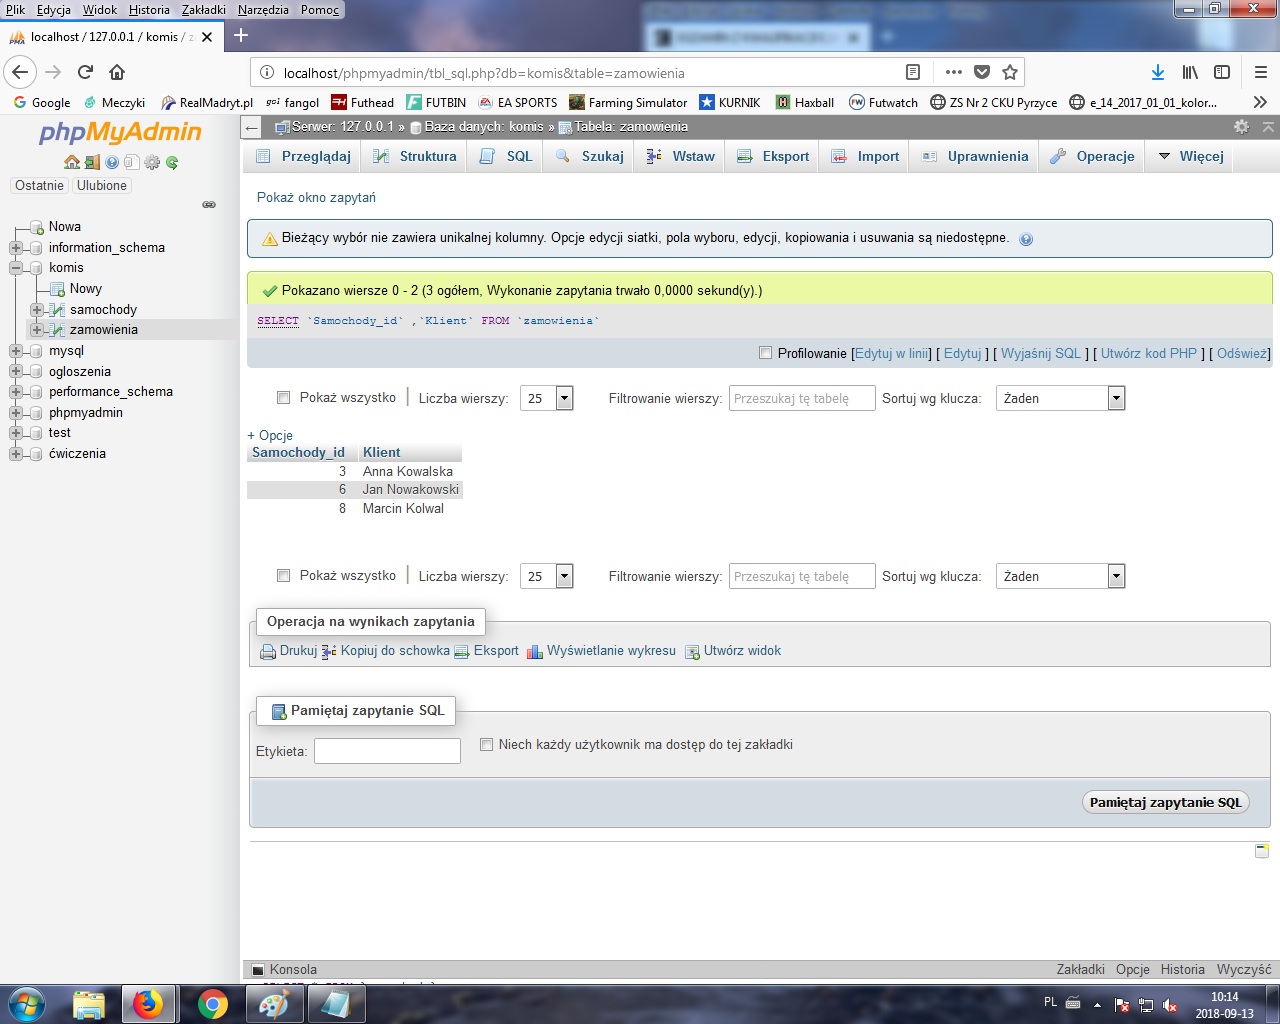 Plik Edycja Widok Historia Zakładki Narzędzia Pomoc
localhost / 127.0.0.1 / komis / z
localhost/phpmyadmin/tbl_sql.php?db=komis&table=zamowienia
Google Meczyki RealMadryt.pl goi fangol Futhead FUTBIN EA SPORTS Farming Simulator KURNIK Haxball Futwatch ZS Nr 2 CKU Pyrzyce e_14_2017_01_01_kolor...
phpMyAdmin
Ostatnie Ulubione
Nowa
information_schema
komis
Nowy
samochody
zamowienia
mysql
ogloszenia
performance_schema
phpmyadmin
test
ćwiczenia
Serwer: 127.0.0.1 » Baza danych: komis » Tabela: zamowienia
Przeglądaj Struktura SQL Szukaj Wstaw Eksport Import Uprawnienia Operacje Więcej
Pokaż okno zapytań
Bieżący wybór nie zawiera unikalnej kolumny. Opcje edycji siatki, pola wyboru, edycji, kopiowania i usuwania są niedostępne.
Pokazano wiersze 0 - 2 (3 ogółem, Wykonanie zapytania trwało 0,0000 sekund(y).)
SELECT `Samochody_id` ,`Klient` FROM `zamowienia`
Profilowanie [Edytuj w linii] [ Edytuj ] [ Wyjaśnij SQL ] [ Utwórz kod PHP ] [ Odśwież]
Pokaż wszystko Liczba wierszy: 25 Filtrowanie wierszy: Przeszukaj tę tabelę Sortuj wg klucza: Żaden
+ Opcje
Samochody_id Klient
3 Anna Kowalska
6 Jan Nowakowski
8 Marcin Kolwal
Pokaż wszystko Liczba wierszy: 25 Filtrowanie wierszy: Przeszukaj tę tabelę Sortuj wg klucza: Żaden
Operacja na wynikach zapytania
Drukuj Kopiuj do schowka Eksport Wyświetlanie wykresu Utwórz widok
Pamiętaj zapytanie SQL
Etykieta: Niech każdy użytkownik ma dostęp do tej zakładki
Pamiętaj zapytanie SQL
Konsola Zakładki Opcje Historia Wyczyść
PL 10:14
2018-09-13